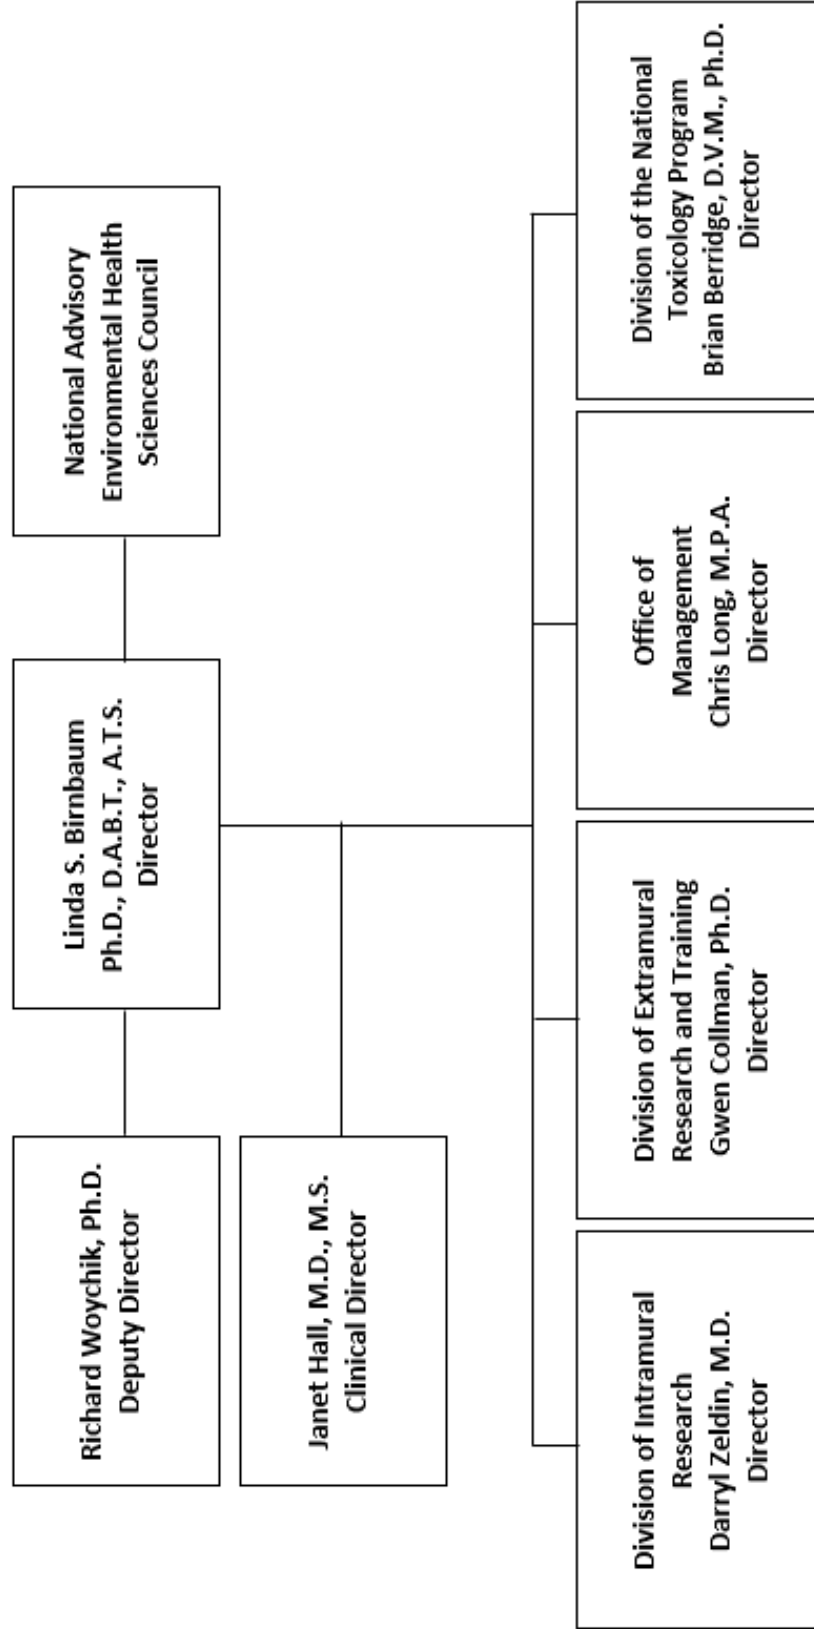 Richard Woychik, Ph.D.
Deputy Director
Linda S. Birnbaum
Ph.D., D.A.B.T., A.T.S.
Director
National Advisory
Environmental Health
Sciences Council
Janet Hall, M.D., M.S.
Clinical Director
Division of Intramural
Research
Darryl Zeldin, M.D.
Director
Division of Extramural
Research and Training
Gwen Collman, Ph.D.
Director
Office of
Management
Chris Long, M.P.A.
Director
Division of the National
Toxicology Program
Brian Berridge, D.V.M., Ph.D.
Director